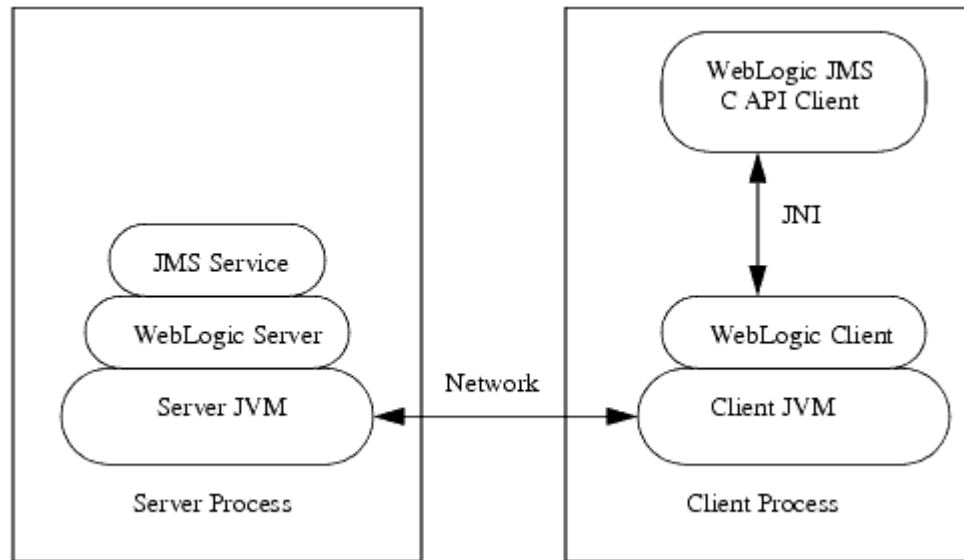 WebLogic JMS
C API Client
JNI
JMS Service
WebLogic Server
WebLogic Client
Network
Server JVM
Client JVM
Server Process
Client Process